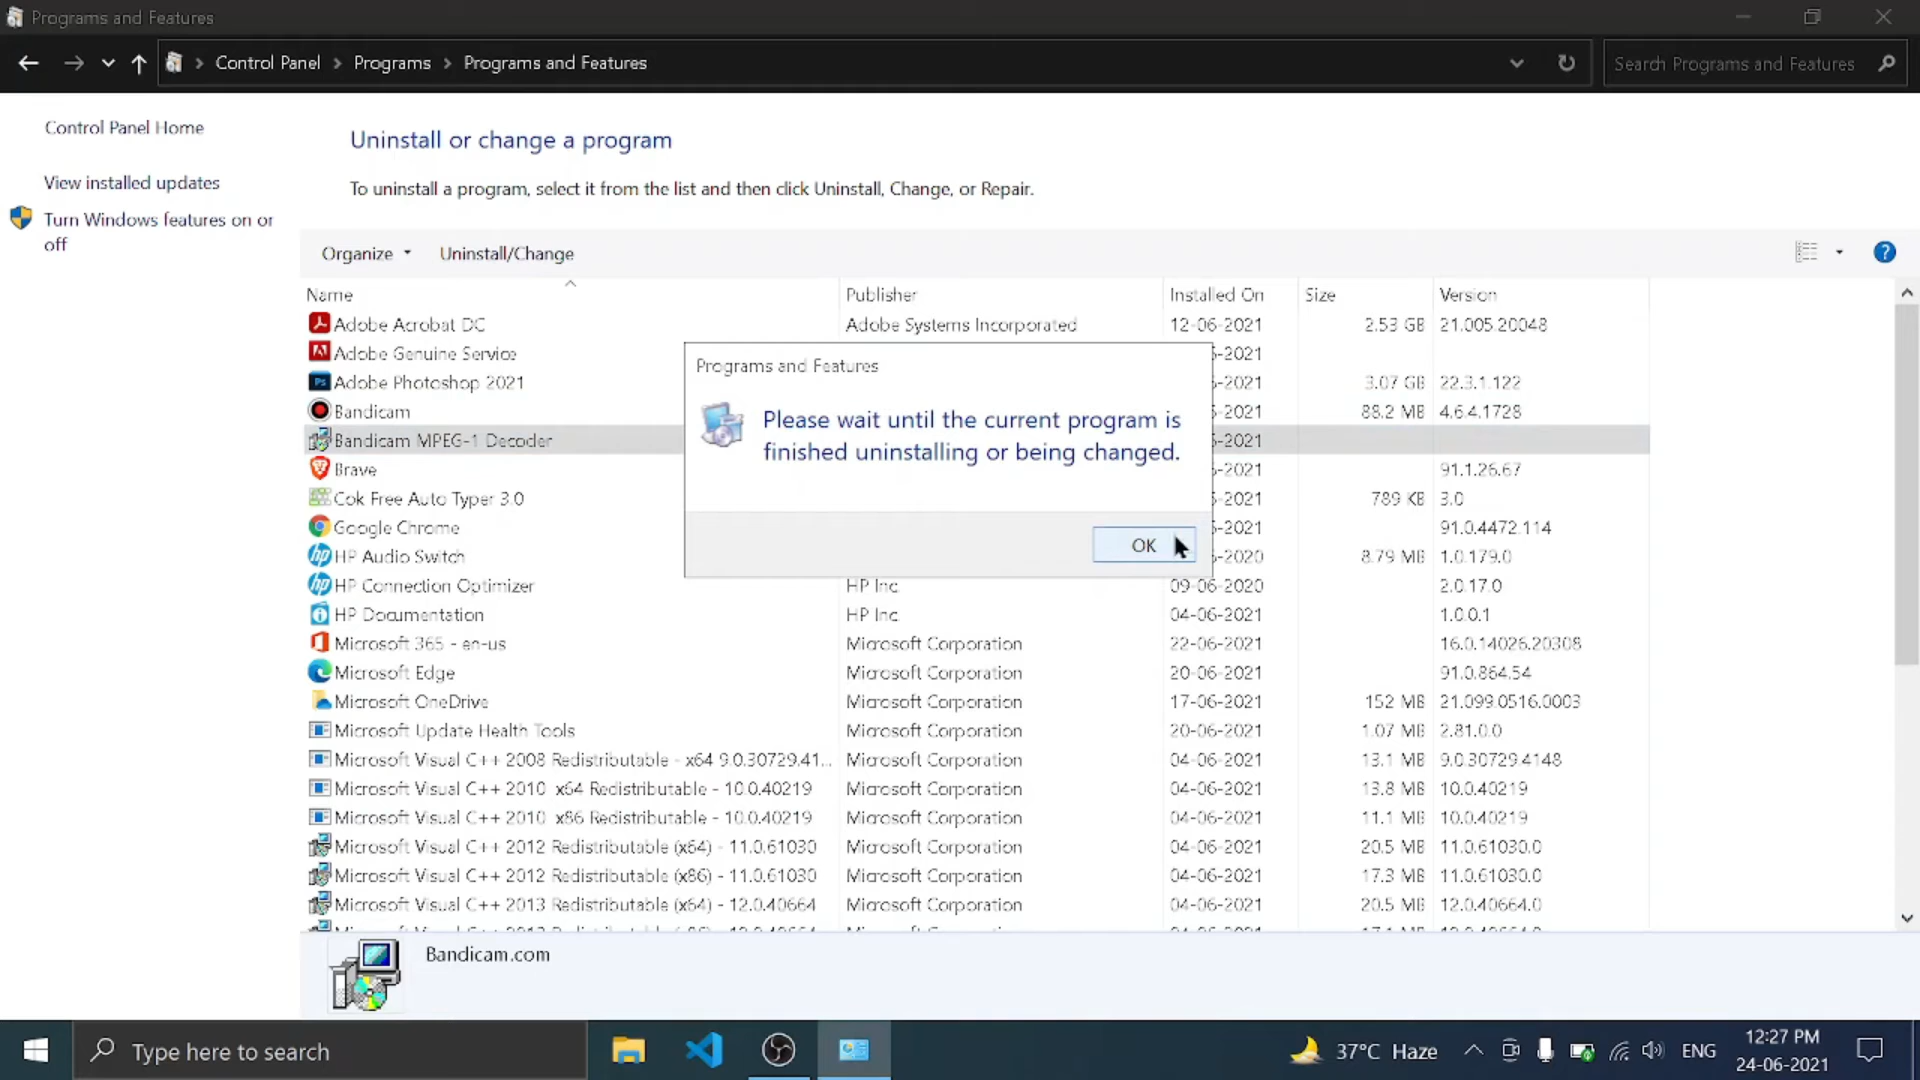 Programs and Features
Control Panel > Programs > Programs and Features
Search Programs and Features
Control Panel Home
View installed updates
Turn Windows features on or
off
Uninstall or change a program
To uninstall a program, select it from the list and then click Uninstall, Change, or Repair.
Organize Uninstall/Change
Name Publisher Installed On Size Version
Adobe Acrobat DC Adobe Systems Incorporated 12-06-2021 2.53 GB 21.005.20048
Adobe Genuine Service -2021
Adobe Photoshop 2021 -2021 3.07 GB 22.3.1.122
Bandicam -2021 88.2 MB 4.6.4.1728
Bandicam MPEG-1 Decoder -2021
Brave -2021 91.1.26.67
Cok Free Auto Typer 3.0 -2021 789 KB 3.0
Google Chrome -2021 91.0.4472.114
HP Audio Switch -2020 8.79 MB 1.0.179.0
HP Connection Optimizer HP Inc 09-06-2020 2.0.17.0
HP Documentation HP Inc 04-06-2021 1.0.0.1
Microsoft 365 - en-us Microsoft Corporation 22-06-2021 16.0.14026.20308
Microsoft Edge Microsoft Corporation 20-06-2021 91.0.864.54
Microsoft OneDrive Microsoft Corporation 17-06-2021 152 MB 21.099.0516.0003
Microsoft Update Health Tools Microsoft Corporation 20-06-2021 1.07 MB 2.81.0.0
Microsoft Visual C++ 2008 Redistributable - x64 9.0.30729.41... Microsoft Corporation 04-06-2021 13.1 MB 9.0.30729.4148
Microsoft Visual C++ 2010 x64 Redistributable - 10.0.40219 Microsoft Corporation 04-06-2021 13.8 MB 10.0.40219
Microsoft Visual C++ 2010 x86 Redistributable - 10.0.40219 Microsoft Corporation 04-06-2021 11.1 MB 10.0.40219
Microsoft Visual C++ 2012 Redistributable (x64) - 11.0.61030 Microsoft Corporation 04-06-2021 20.5 MB 11.0.61030.0
Microsoft Visual C++ 2012 Redistributable (x86) - 11.0.61030 Microsoft Corporation 04-06-2021 17.3 MB 11.0.61030.0
Microsoft Visual C++ 2013 Redistributable (x64) - 12.0.40664 Microsoft Corporation 04-06-2021 20.5 MB 12.0.40664.0
Programs and Features
Please wait until the current program is
finished uninstalling or being changed.
OK
Bandicam.com
Type here to search
37°C Haze
ENG
12:27 PM
24-06-2021